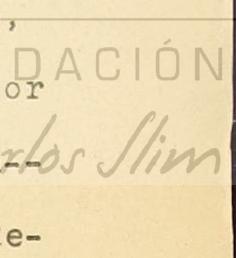 ,
DACIÓN
or
rlos Slim
--
e-